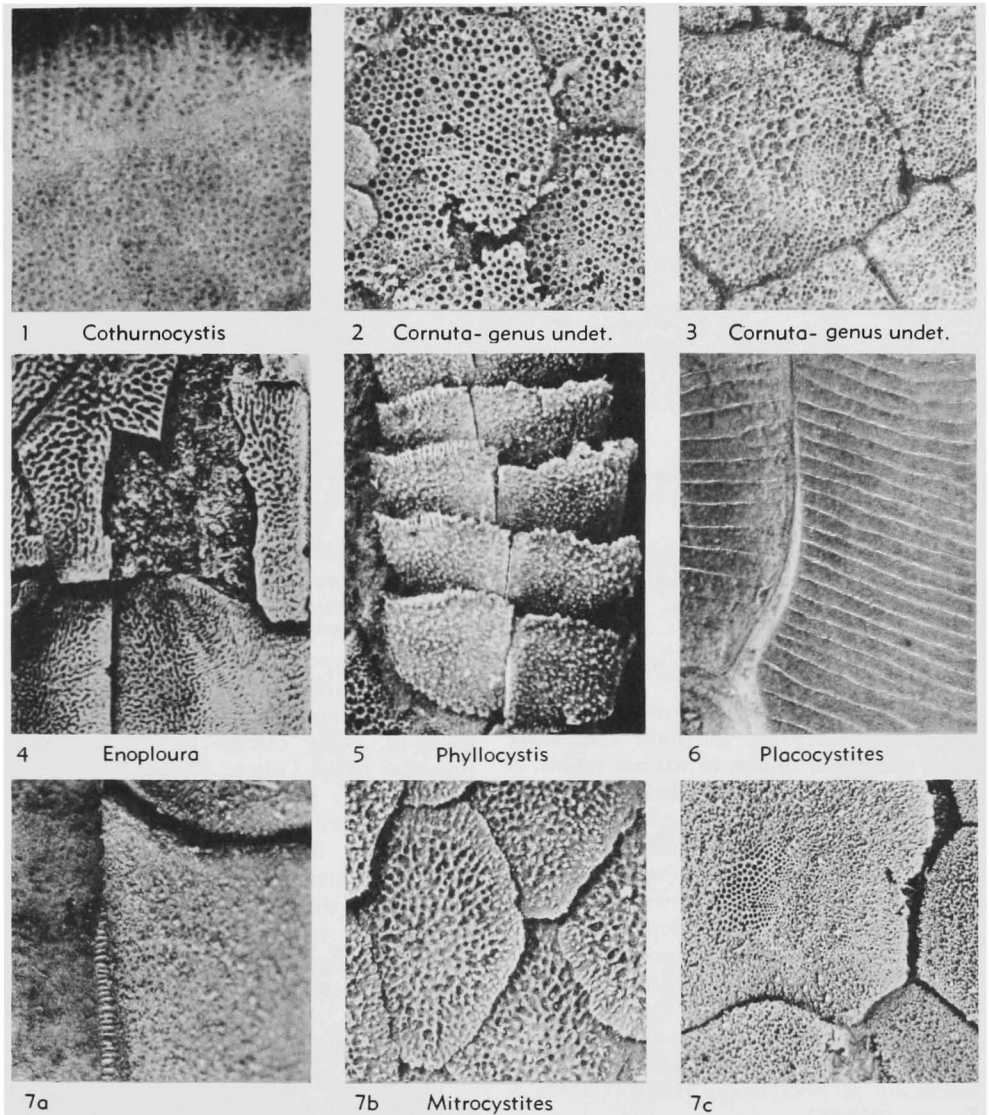 1 Cothurnocystis
2 Cornuta- genus undet.
3 Cornuta- genus undet.
4 Enoploura
5 Phyllocystis
6 Placocystites
7a
7b Mitrocystites
7c